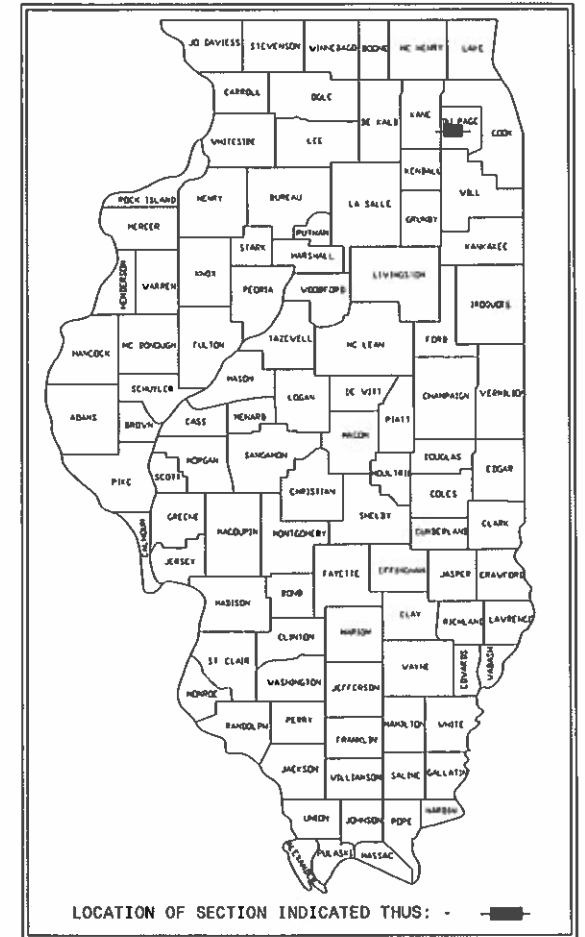 JO DAVIESS STEVENSON WINNEBAGO BOONE MC HENRY LAKE
CARROLL OGLE DE KALB KANE DU PAGE COOK
WHITESIDE LEE
KENDALL WILL
ROCK ISLAND HENRY BUREAU LA SALLE GRUNDY
MERCER PUTNAM KANKAKEE
STARK MARSHALL
HENDERSON WARREN KNOX PEORIA WOODFORD LIVINGSTON IROQUOIS
HANCOCK MC DONOUGH FULTON TAZEWELL MC LEAN FORD
SCHUYLER MASON LOGAN DE WITT CHAMPAIGN VERMILION
ADAMS BROWN CASS MENARD MACON PIATT
MORGAN SANGAMON DOUGLAS EDGAR
PIKE SCOTT CHRISTIAN MOULTRIE COLES
GREENE SHELBY
CALHOUN MACOUPIN MONTGOMERY CUMBERLAND CLARK
JERSEY FAYETTE EFFINGHAM JASPER CRAWFORD
MADISON BOND CLAY RICHLAND LAWRENCE
CLINTON MARION
ST CLAIR WAYNE EDWARDS WABASH
MONROE WASHINGTON JEFFERSON
RANDOLPH PERRY HAMILTON WHITE
FRANKLIN
JACKSON WILLIAMSON SALINE GALLATIN
UNION JOHNSON POPE HARDIN
ALEXANDER PULASKI MASSAC
LOCATION OF SECTION INDICATED THUS: -